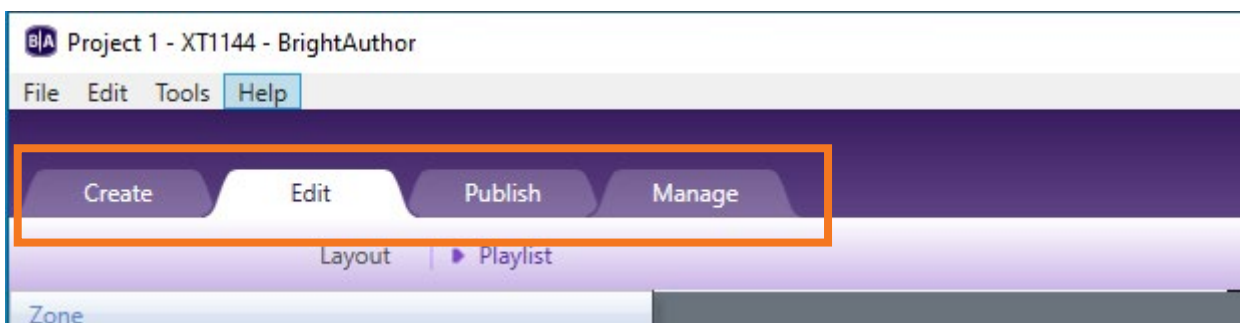 B|A Project 1 - XT1144 - BrightAuthor
File Edit Tools Help
Create Edit Publish Manage
Layout Playlist
Zone